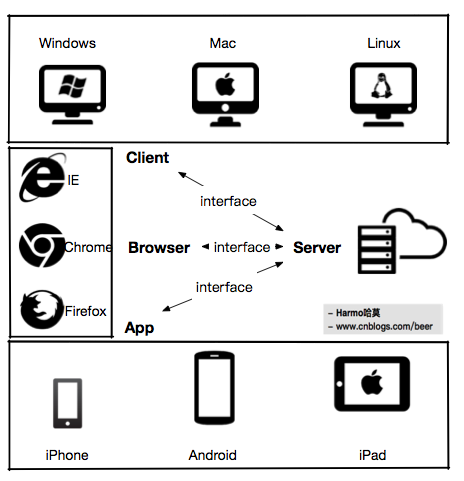 Windows
Mac
Linux
Client
IE
interface
Chrome
Browser
interface
Server
interface
Firefox
App
- Harmo哈莫
- www.cnblogs.com/beer
iPhone
Android
iPad